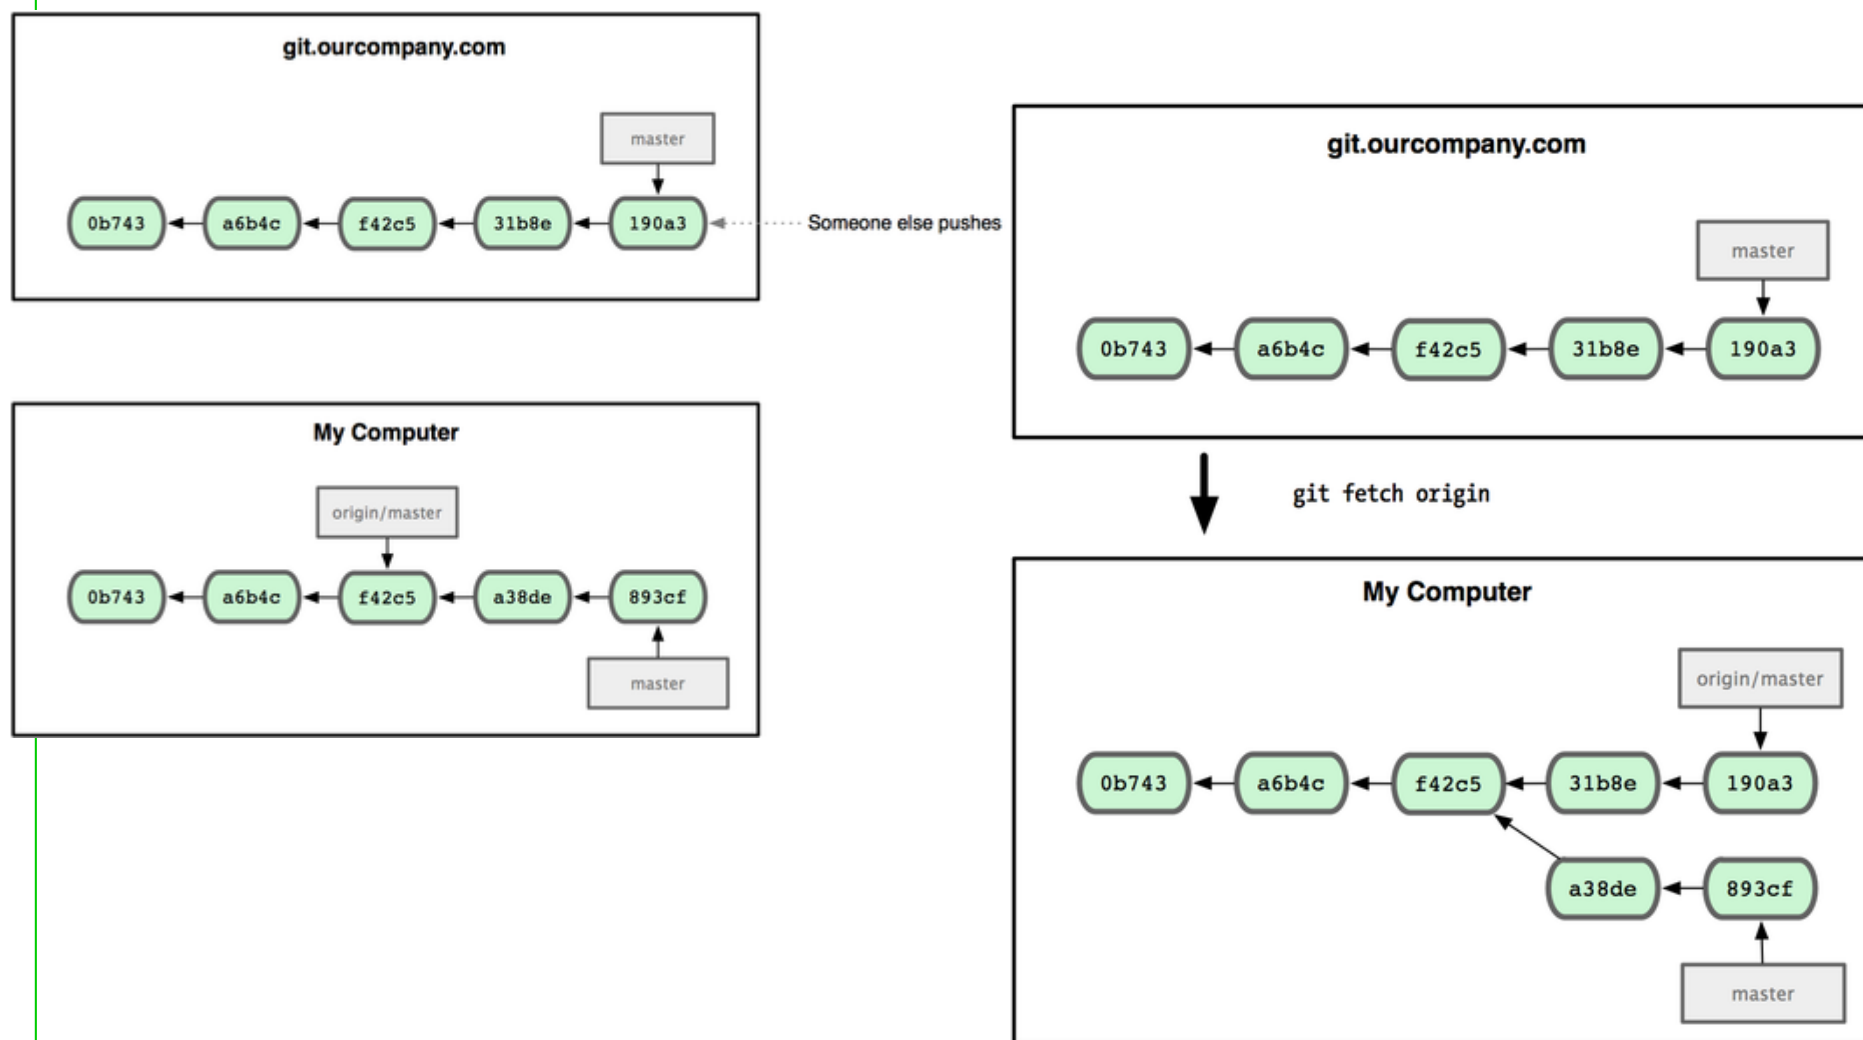 git.ourcompany.com
master
0b743 a6b4c f42c5 31b8e 190a3 Someone else pushes
My Computer
origin/master
0b743 a6b4c f42c5 a38de 893cf
master
git.ourcompany.com
master
0b743 a6b4c f42c5 31b8e 190a3
git fetch origin
My Computer
origin/master
0b743 a6b4c f42c5 31b8e 190a3
a38de 893cf
master